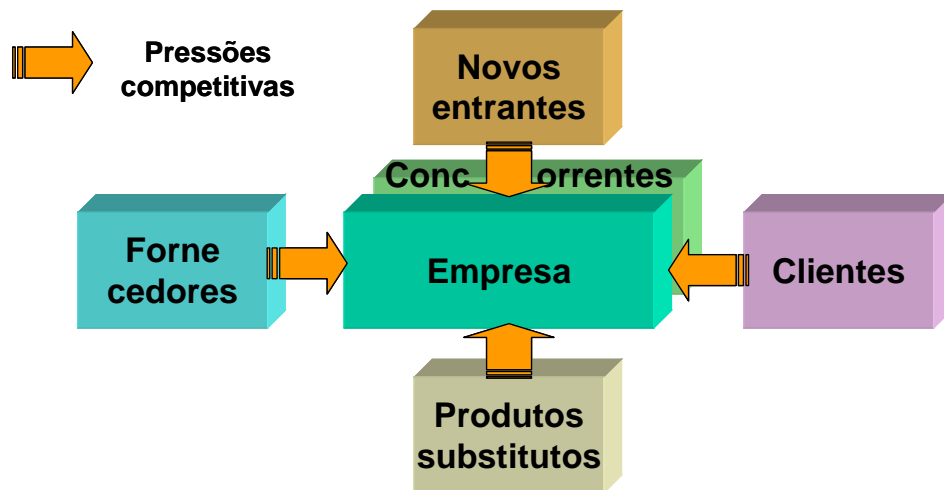 Pressões
competitivas
Novos
entrantes
Conc orrentes
Forne
cedores
Empresa
Clientes
Produtos
substitutos